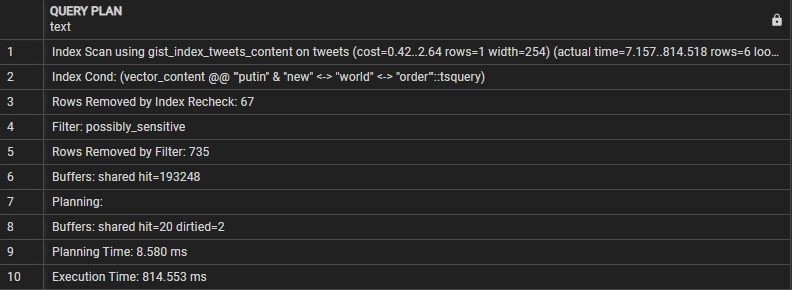 QUERY PLAN
text
1 Index Scan using gist_index_tweets_content on tweets (cost=0.42..2.64 rows=1 width=254) (actual time=7.157..814.518 rows=6 loo...
2 Index Cond: (vector_content @@ '''putin'' & ''new'' <-> ''world'' <-> ''order'''::tsquery)
3 Rows Removed by Index Recheck: 67
4 Filter: possibly_sensitive
5 Rows Removed by Filter: 735
6 Buffers: shared hit=193248
7 Planning:
8 Buffers: shared hit=20 dirtied=2
9 Planning Time: 8.580 ms
10 Execution Time: 814.553 ms